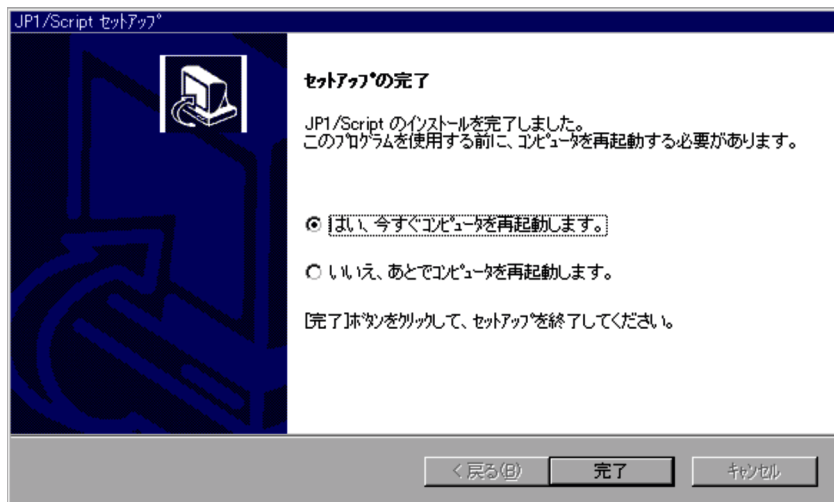 JP1/Script ｾｯﾄｱｯﾌﾟ
ｾｯﾄｱｯﾌﾟの完了
JP1/Script のｲﾝｽﾄｰﾙを完了しました。
このﾌﾟﾛｸﾞﾗﾑを使用する前に、ｺﾝﾋﾟｭｰﾀを再起動する必要があります。
はい、今すぐｺﾝﾋﾟｭｰﾀを再起動します。
いいえ、あとでｺﾝﾋﾟｭｰﾀを再起動します。
[完了]ﾎﾞﾀﾝをｸﾘｯｸして、ｾｯﾄｱｯﾌﾟを終了してください。
< 戻る(B)
完了
ｷｬﾝｾﾙ